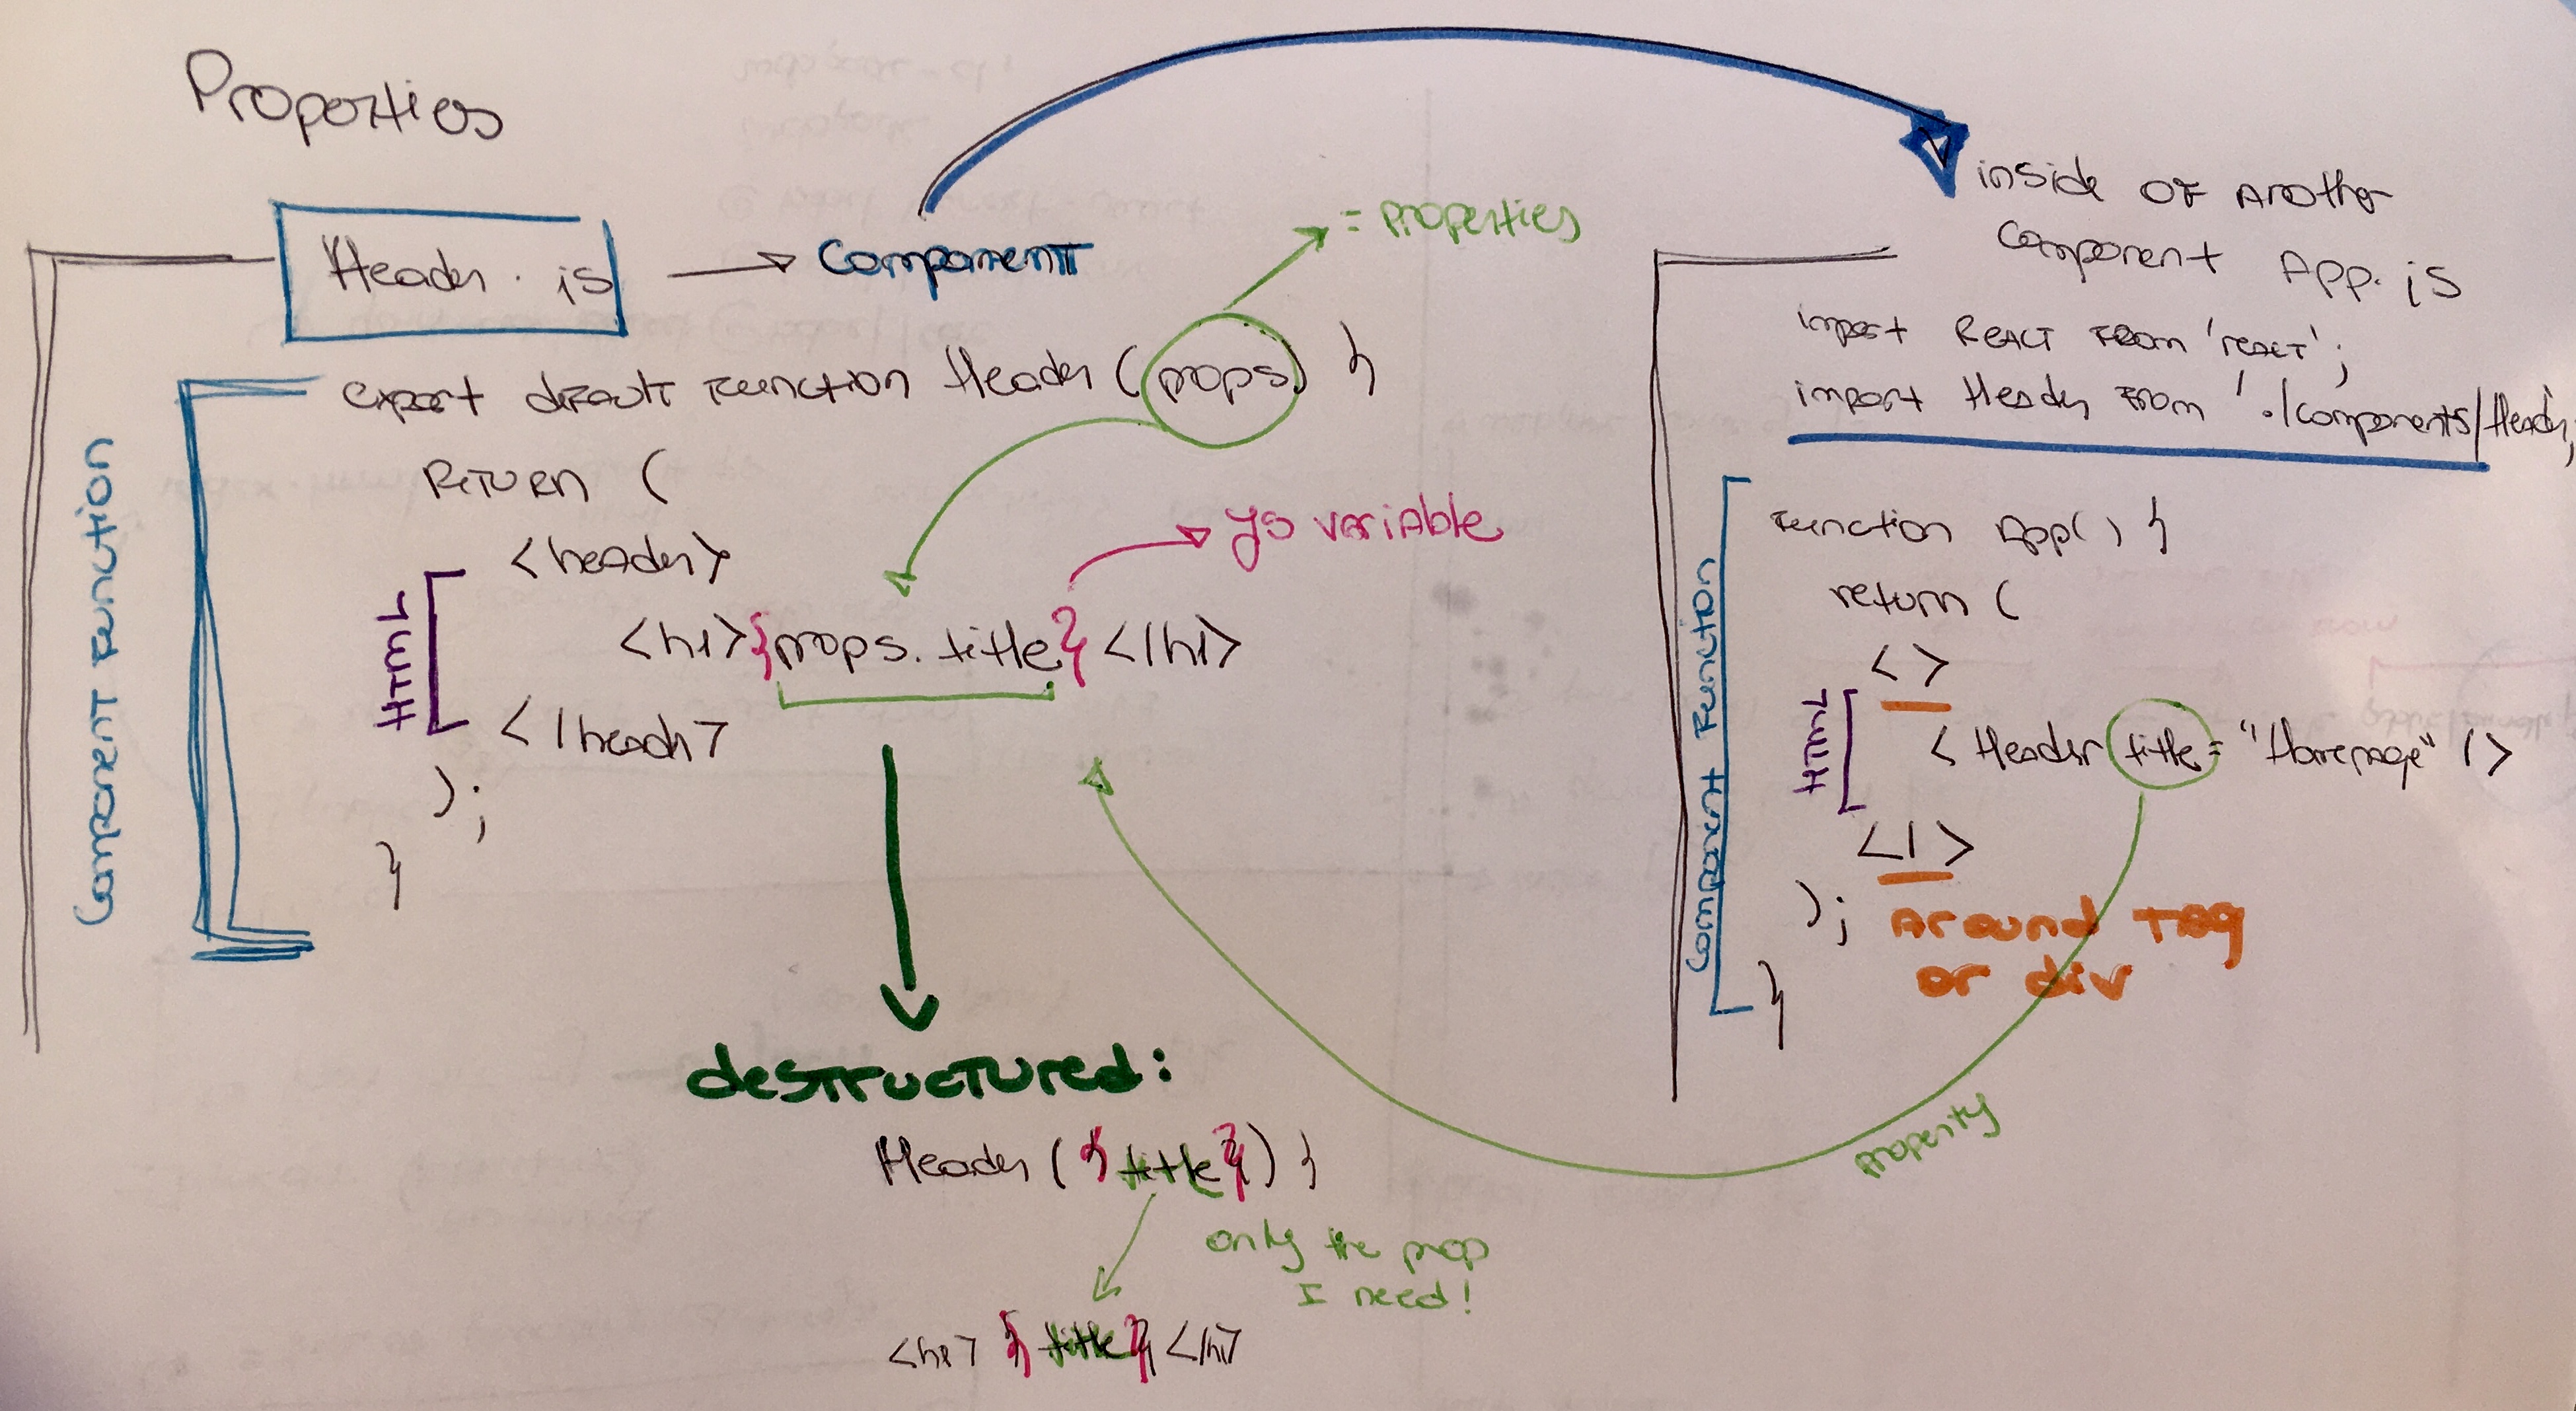 Properties
Header.js → Component
= properties
export default function Header (props) {
return (
<header>
<h1>{props.title}</h1>
JS variable
</header>
);
}
HTML
Component Function
destructured:
Header ({title}) {
only the prop
I need!
<h1>{title}</h1>
inside of another
component App.js
import React from 'react';
import Header from './components/Header;
function App() {
return (
<>
<Header title="Homepage" />
</>
);
}
HTML
Component Function
Around tag
or div
property